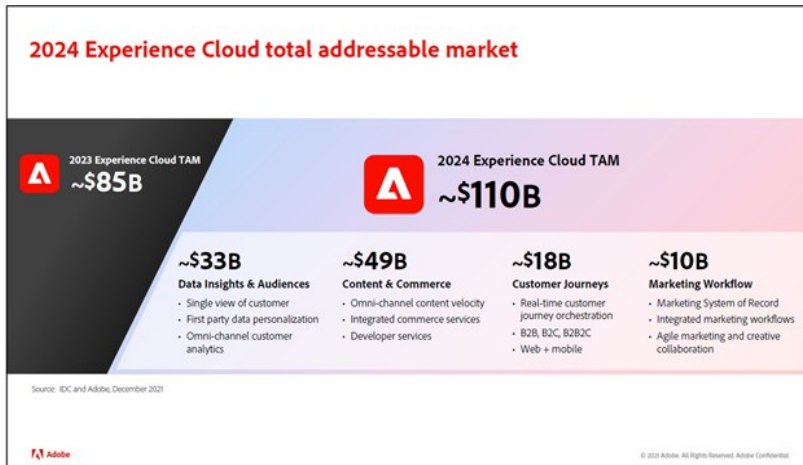 2024 Experience Cloud total addressable market
2023 Experience Cloud TAM
~$85B
2024 Experience Cloud TAM
~$110B
~$33B
Data Insights & Audiences
• Single view of customer
• First party data personalization
• Omni-channel customer
analytics
~$49B
Content & Commerce
• Omni-channel content velocity
• Integrated commerce services
• Developer services
~$18B
Customer Journeys
• Real-time customer
journey orchestration
• B2B, B2C, B2B2C
• Web + mobile
~$10B
Marketing Workflow
• Marketing System of Record
• Integrated marketing workflows
• Agile marketing and creative
collaboration
Source: IDC and Adobe, December 2021
Adobe
© 2021 Adobe. All Rights Reserved. Adobe Confidential.